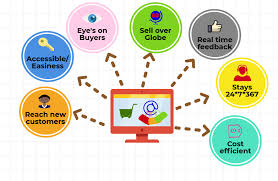 Eye's on
Buyers
Sell over
Globe
Real time
feedback
Accessible/
Easiness
Stays
24*7*367
Reach new
customers
Cost
efficient